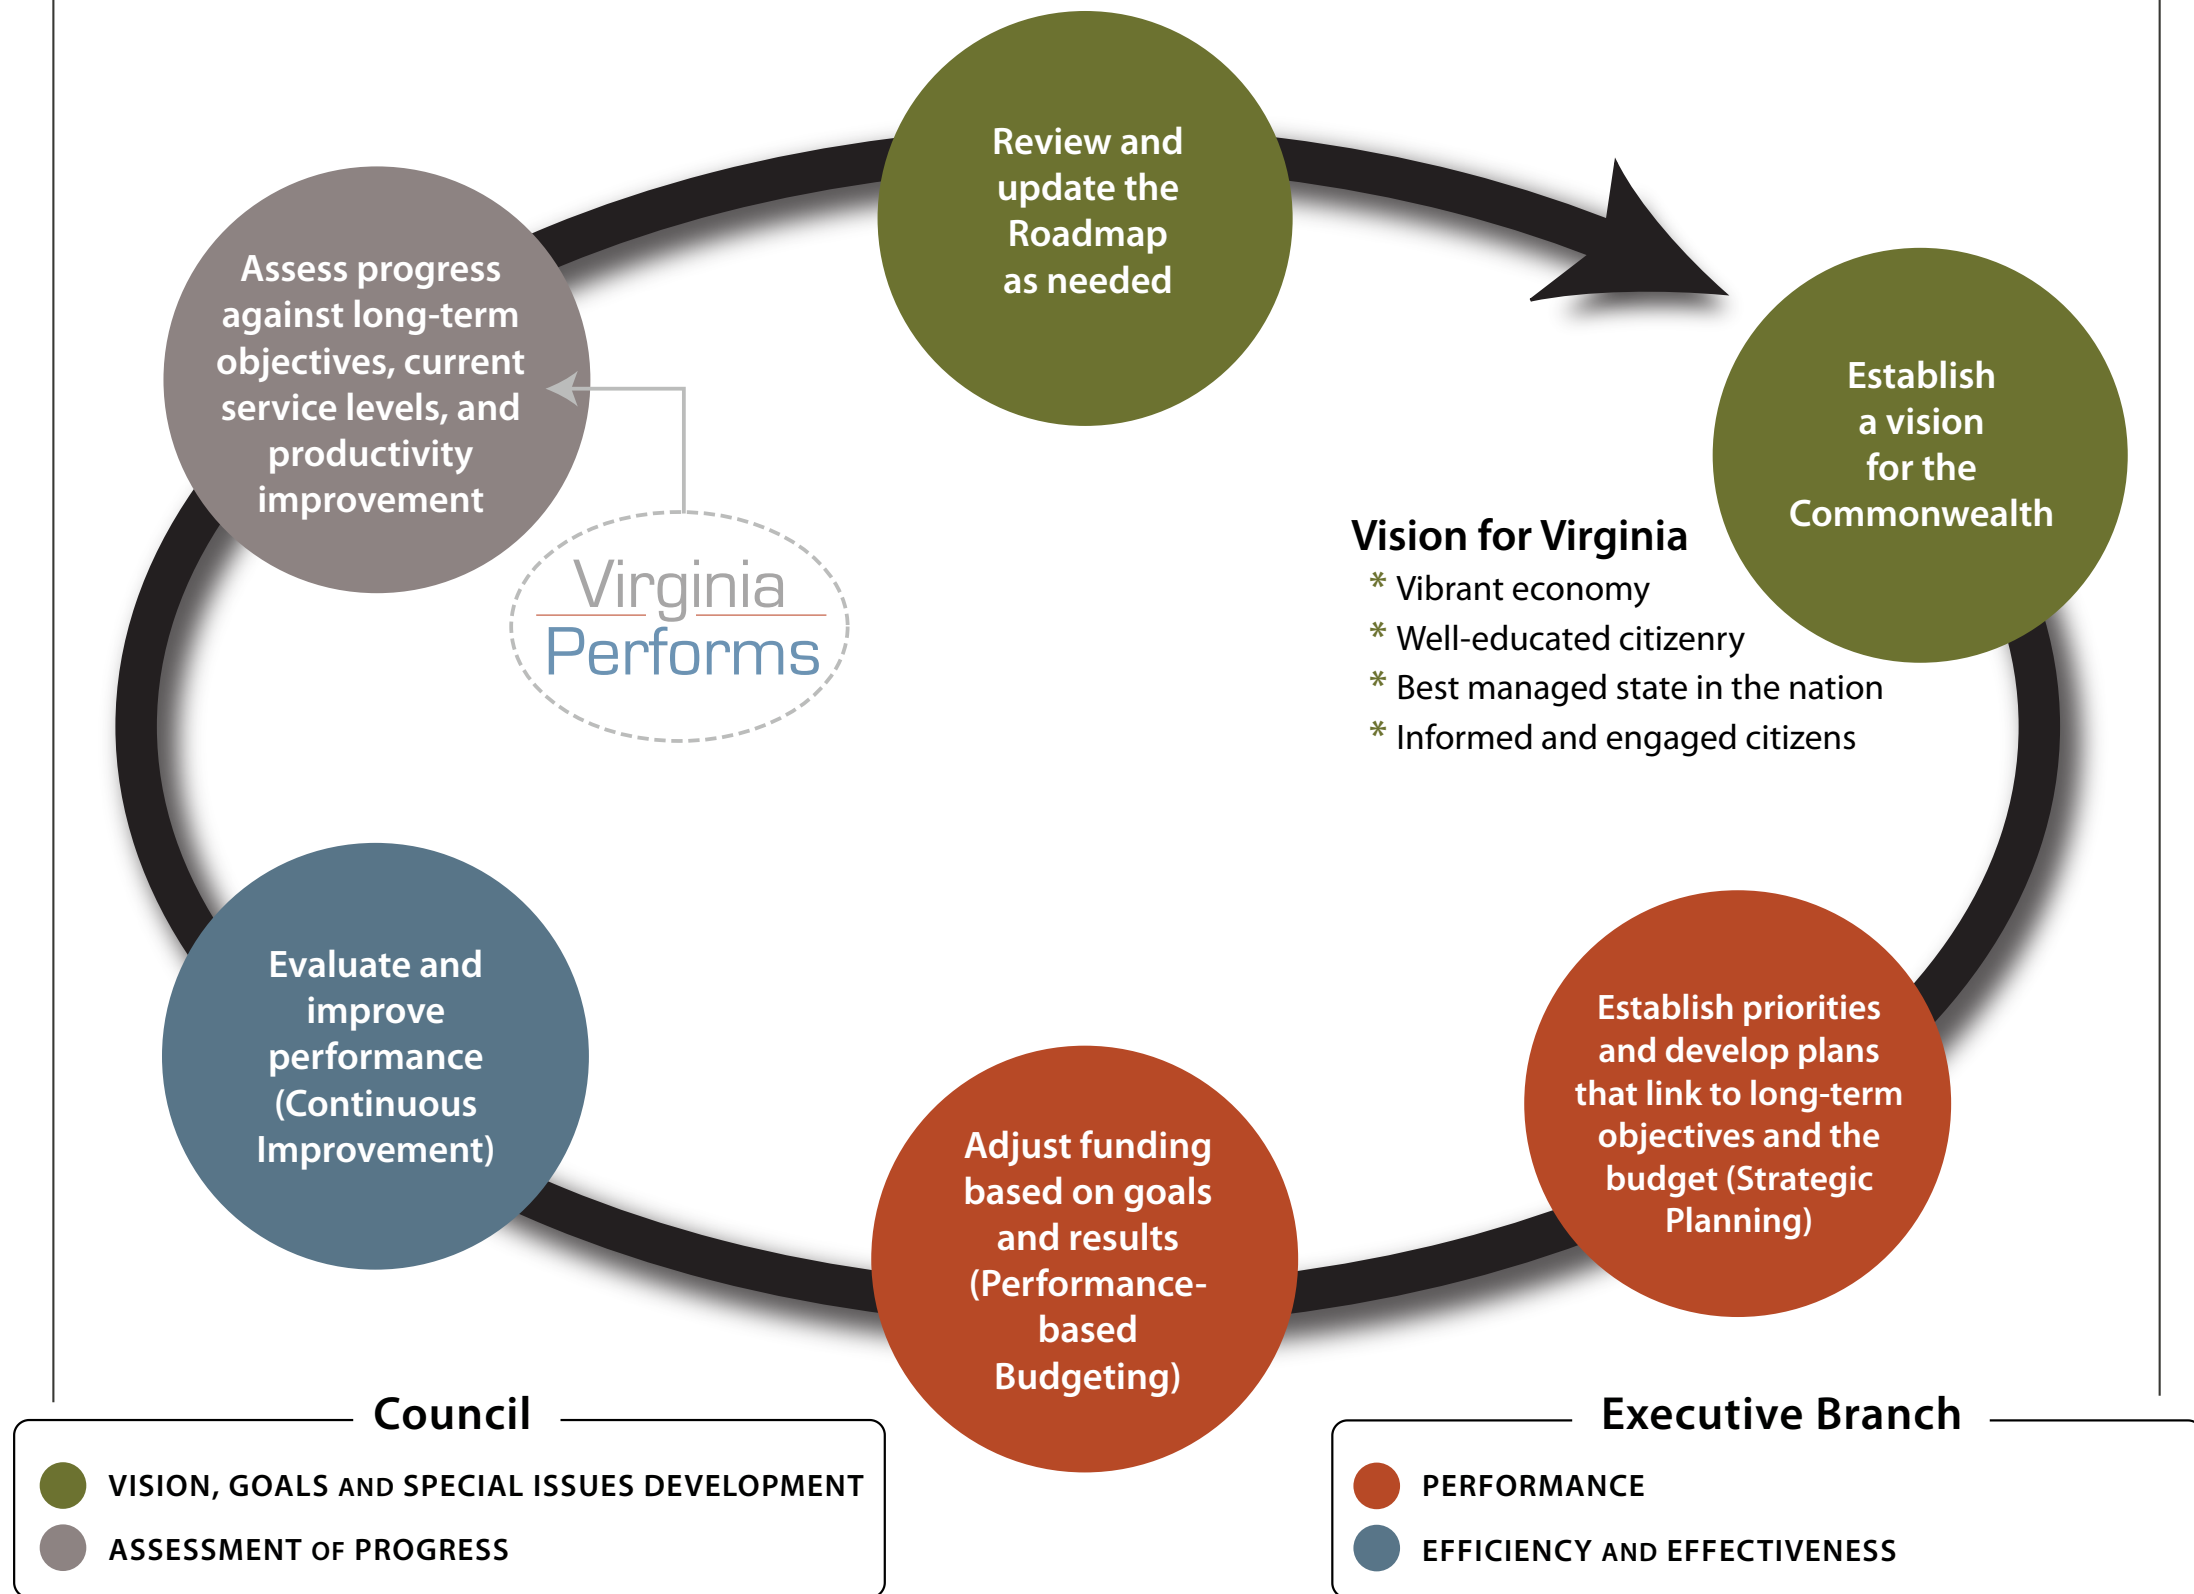 Review and
update the
Roadmap
as needed
Assess progress
against long-term
objectives, current
service levels, and
productivity
improvement
Establish
a vision
for the
Commonwealth
Virginia
Performs
Vision for Virginia
* Vibrant economy
* Well-educated citizenry
* Best managed state in the nation
* Informed and engaged citizens
Evaluate and
improve
performance
(Continuous
Improvement)
Adjust funding
based on goals
and results
(Performance-
based
Budgeting)
Establish priorities
and develop plans
that link to long-term
objectives and the
budget (Strategic
Planning)
Council
VISION, GOALS AND SPECIAL ISSUES DEVELOPMENT
ASSESSMENT OF PROGRESS
Executive Branch
PERFORMANCE
EFFICIENCY AND EFFECTIVENESS